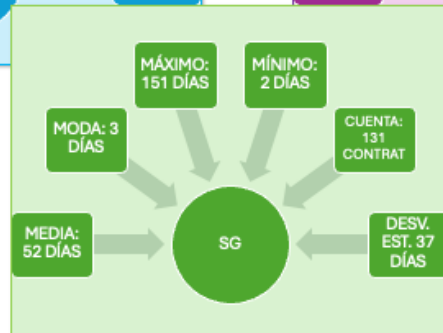 MÁXIMO:
151 DÍAS
MÍNIMO:
2 DÍAS
MODA: 3
DÍAS
CUENTA:
131
CONTRAT
MEDIA:
52 DÍAS
SG
DESV.
EST. 37
DÍAS